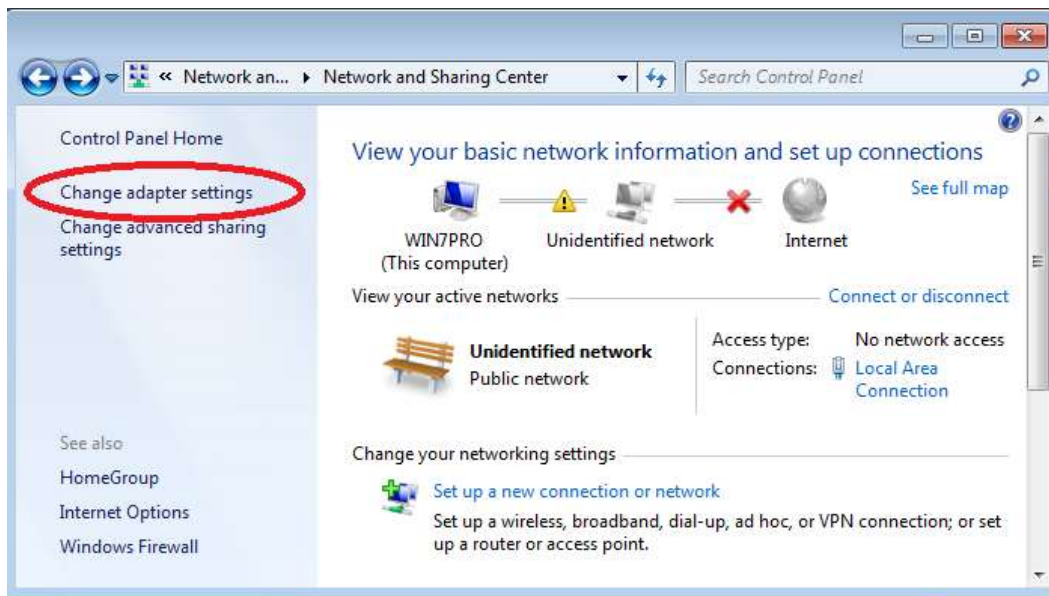 « Network an... ▸ Network and Sharing Center
Search Control Panel
Control Panel Home
Change adapter settings
Change advanced sharing
settings
See also
HomeGroup
Internet Options
Windows Firewall
View your basic network information and set up connections
See full map
WIN7PRO
(This computer)
Unidentified network
Internet
View your active networks
Connect or disconnect
Unidentified network
Public network
Access type: No network access
Connections: Local Area
Connection
Change your networking settings
Set up a new connection or network
Set up a wireless, broadband, dial-up, ad hoc, or VPN connection; or set
up a router or access point.